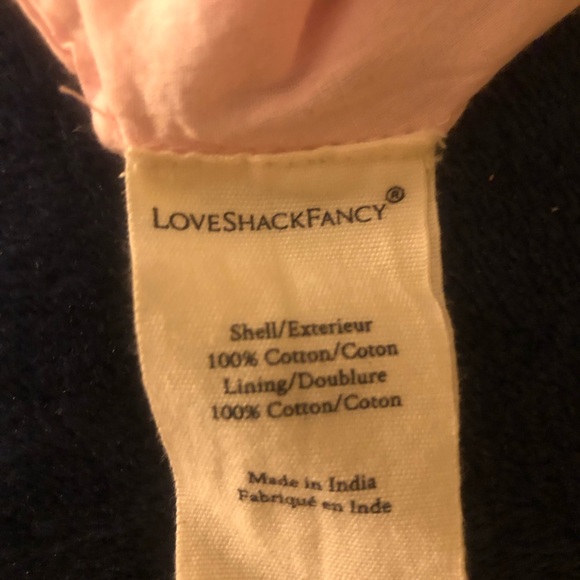 LOVESHACKFANCY®
Shell/Exterieur
100% Cotton/Coton
Lining/Doublure
100% Cotton/Coton
Made in India
Fabriqué en Inde